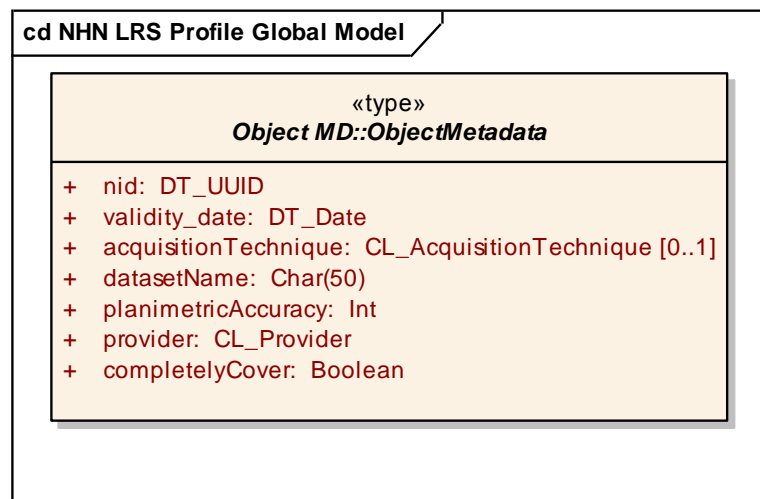 cd NHN LRS Profile Global Model
«type»
Object MD::ObjectMetadata
+ nid: DT_UUID
+ validity_date: DT_Date
+ acquisitionTechnique: CL_AcquisitionTechnique [0..1]
+ datasetName: Char(50)
+ planimetricAccuracy: Int
+ provider: CL_Provider
+ completelyCover: Boolean